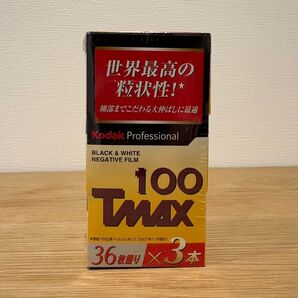 世界最高の
粒状性!*
細部までこだわる大伸ばしに最適
Kodak Professional
BLACK & WHITE
NEGATIVE FILM
100
TMAX
36枚撮り×3本